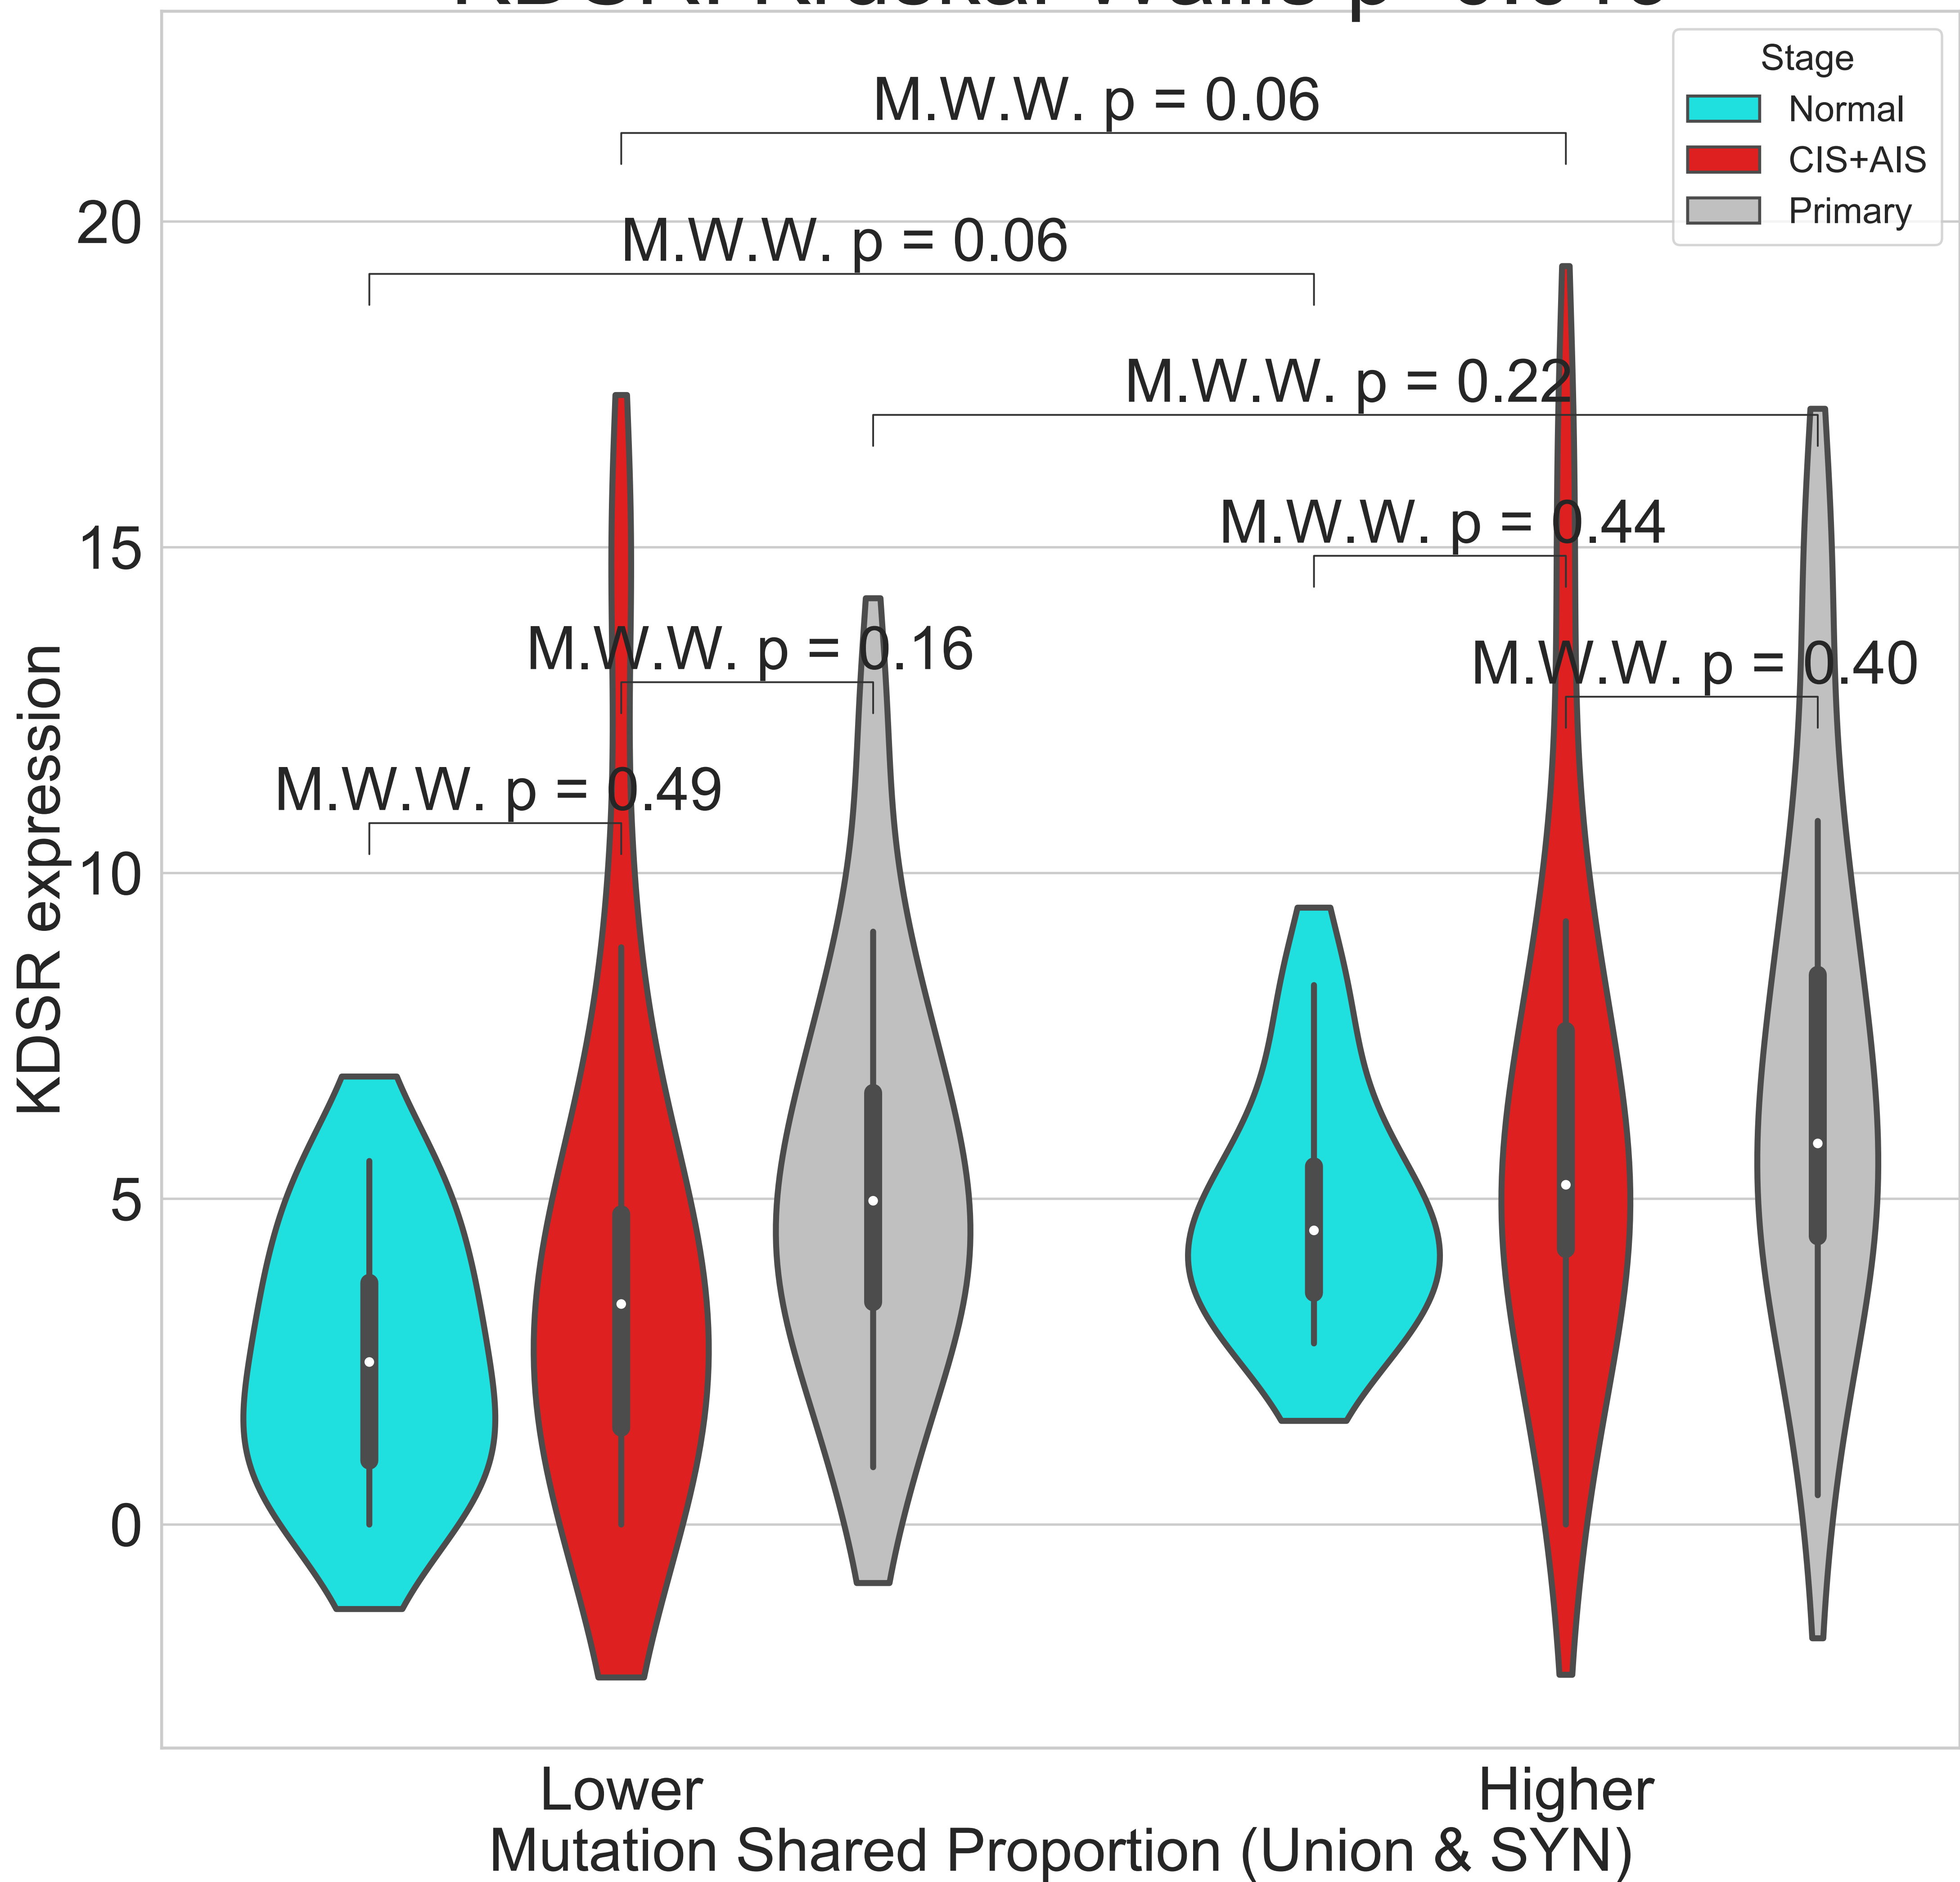 Stage
Normal
CIS+AIS
Primary
M.W.W. p = 0.06
M.W.W. p = 0.06
M.W.W. p = 0.22
M.W.W. p = 0.44
M.W.W. p = 0.16
M.W.W. p = 0.40
M.W.W. p = 0.49
20
15
10
5
0
KDSR expression
Lower
Higher
Mutation Shared Proportion (Union & SYN)